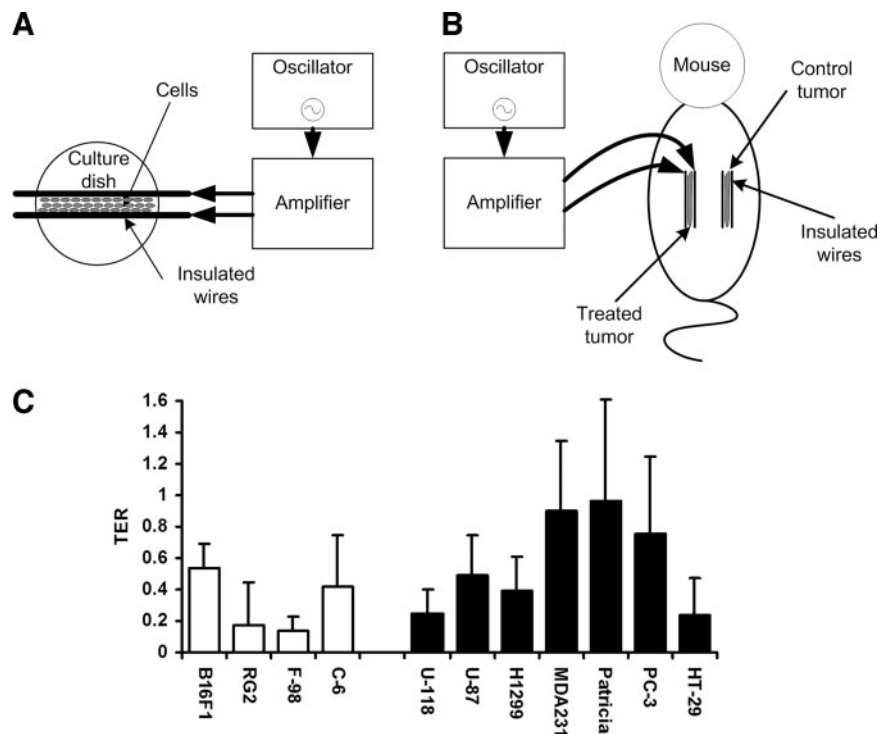 A
Oscillator
Cells
Culture
dish
Amplifier
Insulated
wires
B
Oscillator
Mouse
Control
tumor
Amplifier
Insulated
wires
Treated
tumor
C
1.6
1.4
1.2
1
0.8
0.6
0.4
0.2
0
TER
B16F1
RG2
F-98
C-6
U-118
U-87
H1299
MDA231
Patricia
PC-3
HT-29